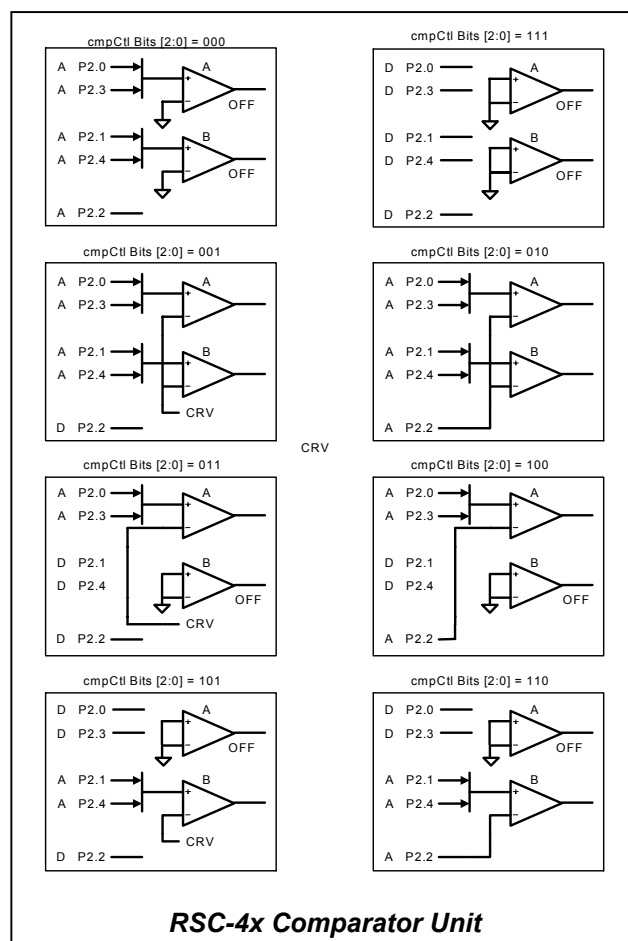 cmpCtl Bits [2:0] = 000
A P2.0
A P2.3
A
+
−
OFF
A P2.1
A P2.4
B
+
−
OFF
A P2.2
cmpCtl Bits [2:0] = 111
D P2.0
D P2.3
A
+
−
OFF
D P2.1
D P2.4
B
+
−
OFF
D P2.2
cmpCtl Bits [2:0] = 001
A P2.0
A P2.3
A
+
−
A P2.1
A P2.4
B
+
−
CRV
D P2.2
cmpCtl Bits [2:0] = 010
A P2.0
A P2.3
A
+
−
A P2.1
A P2.4
B
+
−
A P2.2
CRV
cmpCtl Bits [2:0] = 011
A P2.0
A P2.3
A
+
−
D P2.1
D P2.4
B
+
−
OFF
CRV
D P2.2
cmpCtl Bits [2:0] = 100
A P2.0
A P2.3
A
+
−
D P2.1
D P2.4
B
+
−
OFF
A P2.2
cmpCtl Bits [2:0] = 101
D P2.0
D P2.3
A
+
−
OFF
A P2.1
A P2.4
B
+
−
CRV
D P2.2
cmpCtl Bits [2:0] = 110
D P2.0
D P2.3
A
+
−
OFF
A P2.1
A P2.4
B
+
−
A P2.2
RSC-4x Comparator Unit